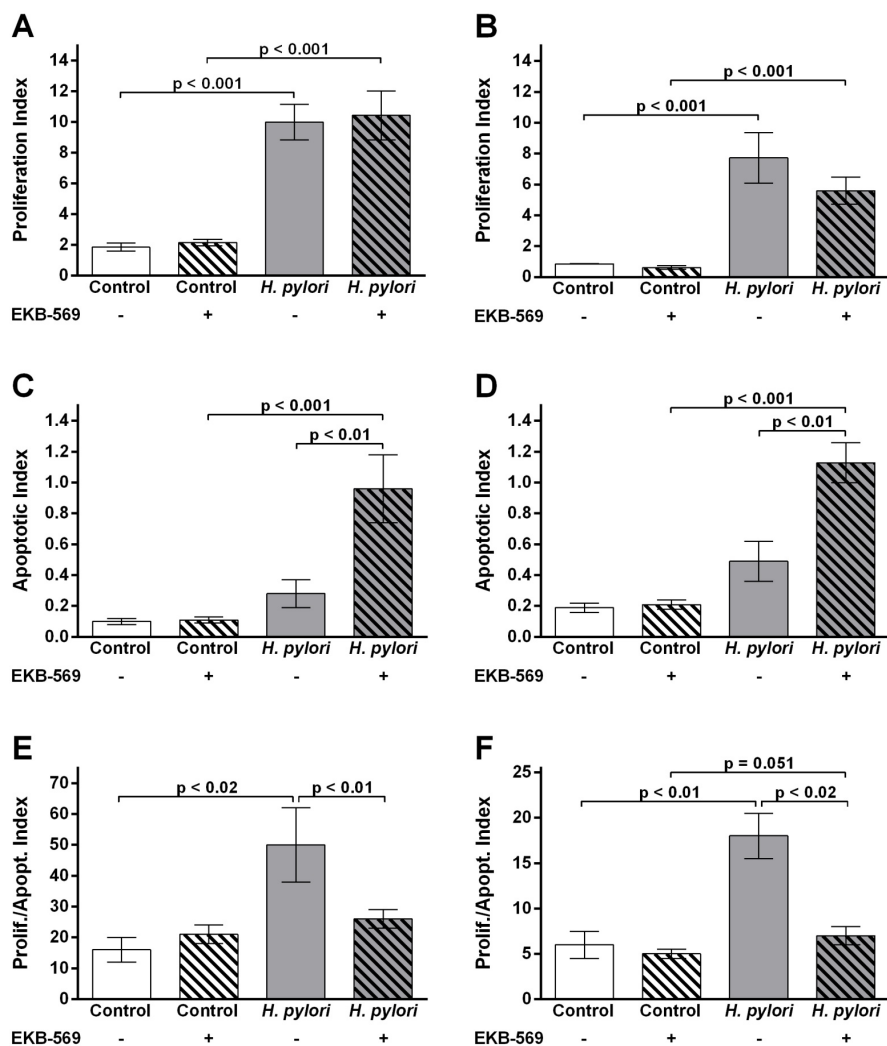 A
Proliferation Index
14
12
10
8
6
4
2
0
p < 0.001
p < 0.001
Control Control H. pylori H. pylori
EKB-569 - + - +
B
Proliferation Index
14
12
10
8
6
4
2
0
p < 0.001
p < 0.001
Control Control H. pylori H. pylori
EKB-569 - + - +
C
Apoptotic Index
1.4
1.2
1.0
0.8
0.6
0.4
0.2
0.0
p < 0.001
p < 0.01
Control Control H. pylori H. pylori
EKB-569 - + - +
D
Apoptotic Index
1.4
1.2
1.0
0.8
0.6
0.4
0.2
0.0
p < 0.001
p < 0.01
Control Control H. pylori H. pylori
EKB-569 - + - +
E
Prolif./Apopt. Index
70
60
50
40
30
20
10
0
p < 0.02 p < 0.01
Control Control H. pylori H. pylori
EKB-569 - + - +
F
Prolif./Apopt. Index
25
20
15
10
5
0
p = 0.051
p < 0.01 p < 0.02
Control Control H. pylori H. pylori
EKB-569 - + - +